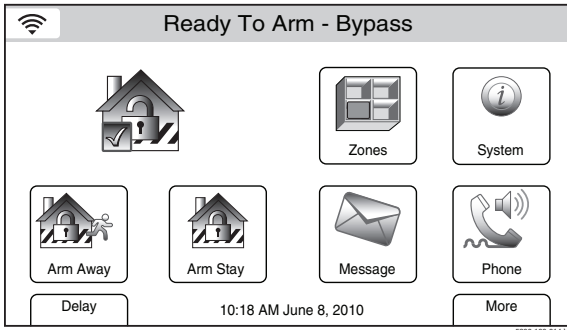 Ready To Arm - Bypass
Zones
System
Arm Away
Arm Stay
Message
Phone
Delay
10:18 AM June 8, 2010
More